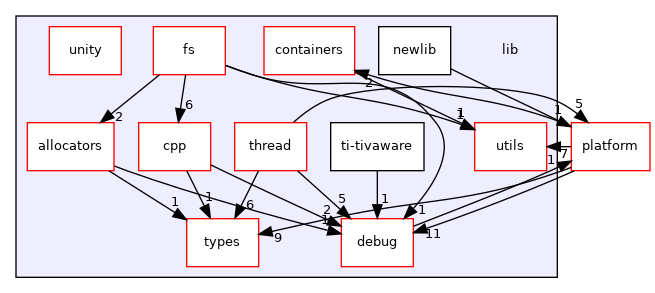 unity
fs
containers
newlib
lib
2
6
2
1
1
1
5
allocators
cpp
thread
ti-tivaware
utils
platform
7
1
1
1
6
5
2
1
1
1
9
11
types
debug